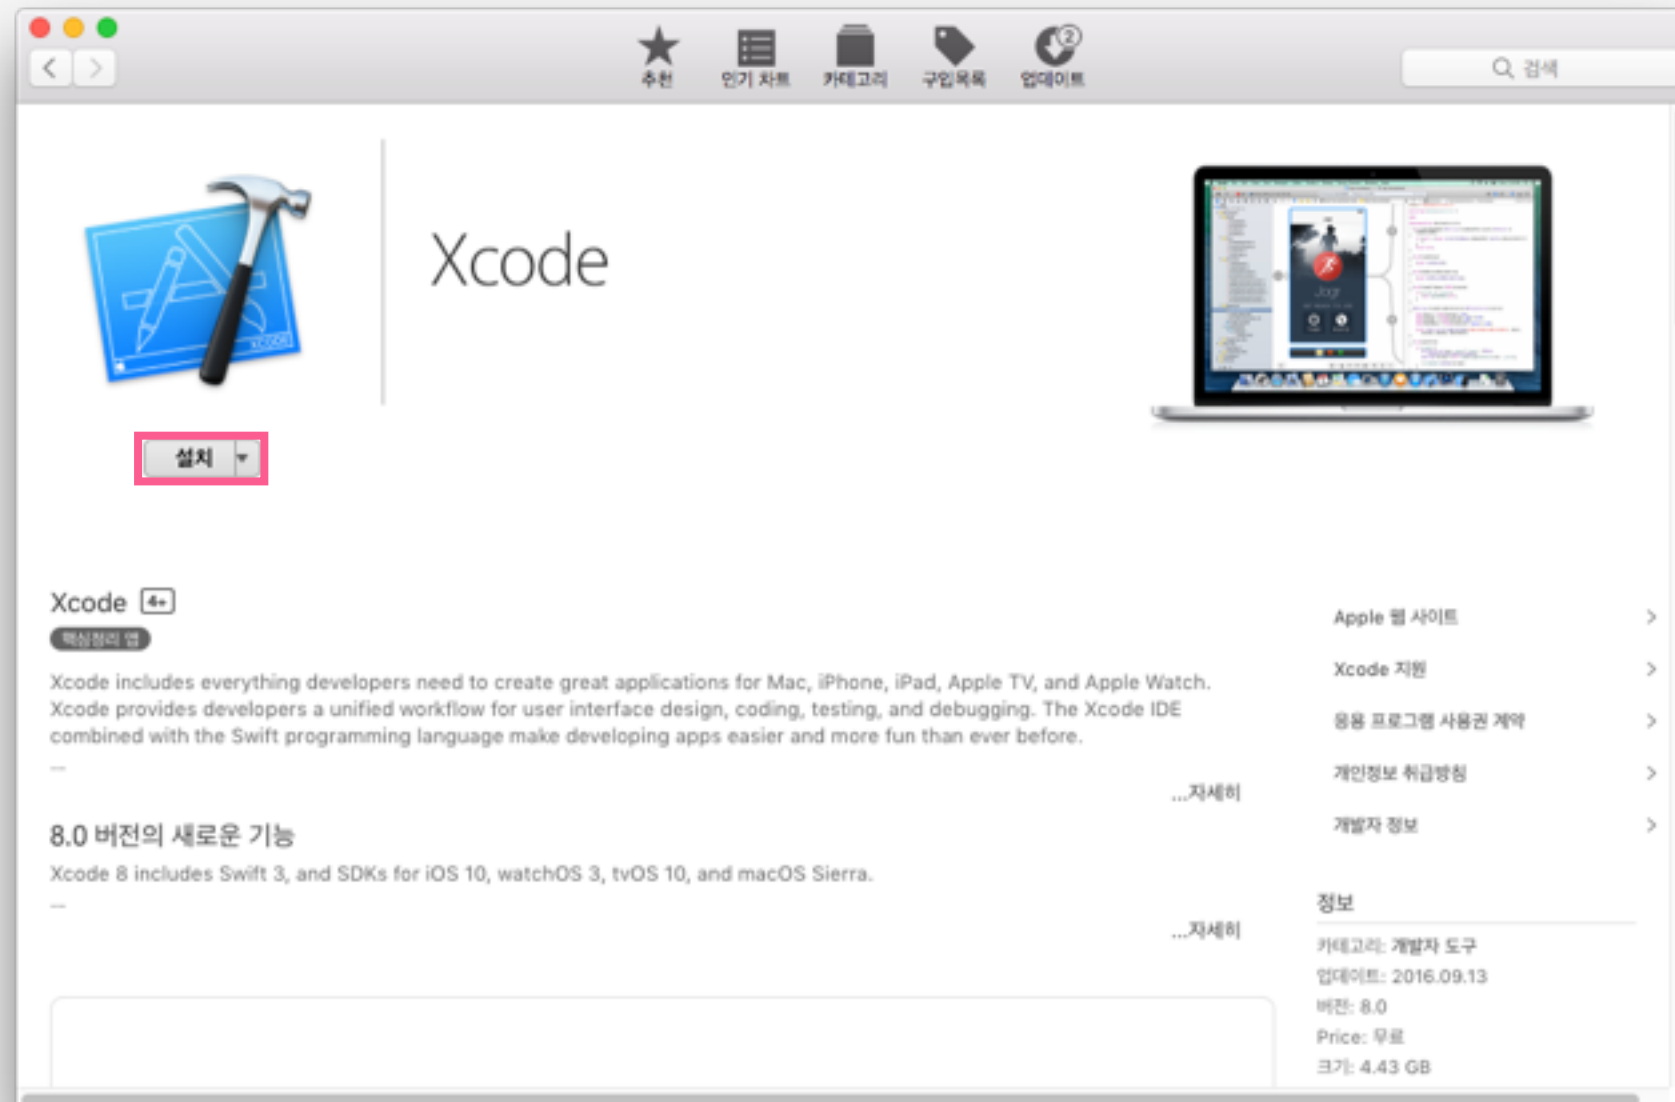 추천
인기 차트
카테고리
구입목록
업데이트
2
검색
Xcode
XCODE
Jogr
설치
Xcode 4+
핵심정리 앱
Xcode includes everything developers need to create great applications for Mac, iPhone, iPad, Apple TV, and Apple Watch.
Xcode provides developers a unified workflow for user interface design, coding, testing, and debugging. The Xcode IDE
combined with the Swift programming language make developing apps easier and more fun than ever before.
...자세히
8.0 버전의 새로운 기능
Xcode 8 includes Swift 3, and SDKs for iOS 10, watchOS 3, tvOS 10, and macOS Sierra.
...자세히
Apple 웹 사이트
Xcode 지원
응용 프로그램 사용권 계약
개인정보 취급방침
개발자 정보
정보
카테고리: 개발자 도구
업데이트: 2016.09.13
버전: 8.0
Price: 무료
크기: 4.43 GB